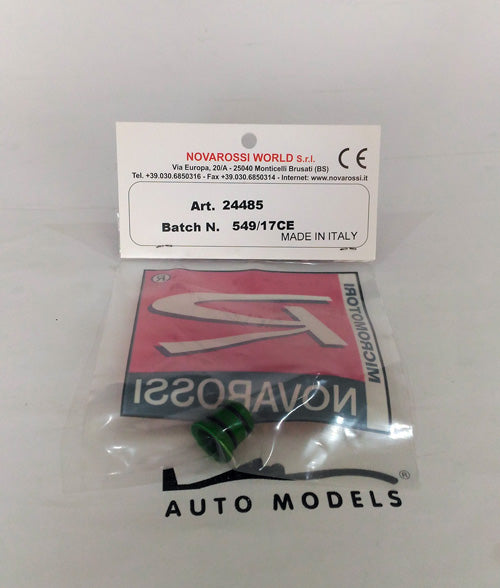 NOVAROSSI WORLD s.r.l.
Via Europa, 20/A - 25040 Monticelli Brusati (BS)
Tel. +39.030.6850316 - Fax +39.030.6850314 - Internet: www.novarossi.it
CE
Art. 24485
Batch N. 549/17CE
MADE IN ITALY
®
MICROMOTORI
NOVAROSSI
®
AUTO MODELS